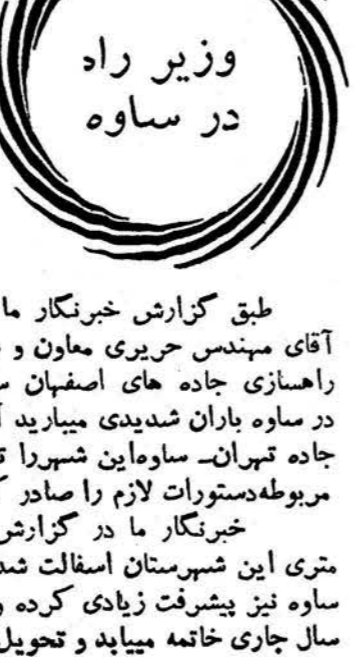 وزیر راه
در ساوه
طبق گزارش خبرنگار ما
آقای مهندس حریری معاون و
راهسازی جاده های اصفهان
در ساوه باران شدیدی میبارید
جاده تهران_ ساوه‌این شهررا
مربوطه‌دستورات لازم را صادر
خبرنگار ما در گزارش
متری این شهرستان اسفالت شد
ساوه نیز پیشرفت زیادی کرده و
سال جاری خاتمه مییابد و تحویل